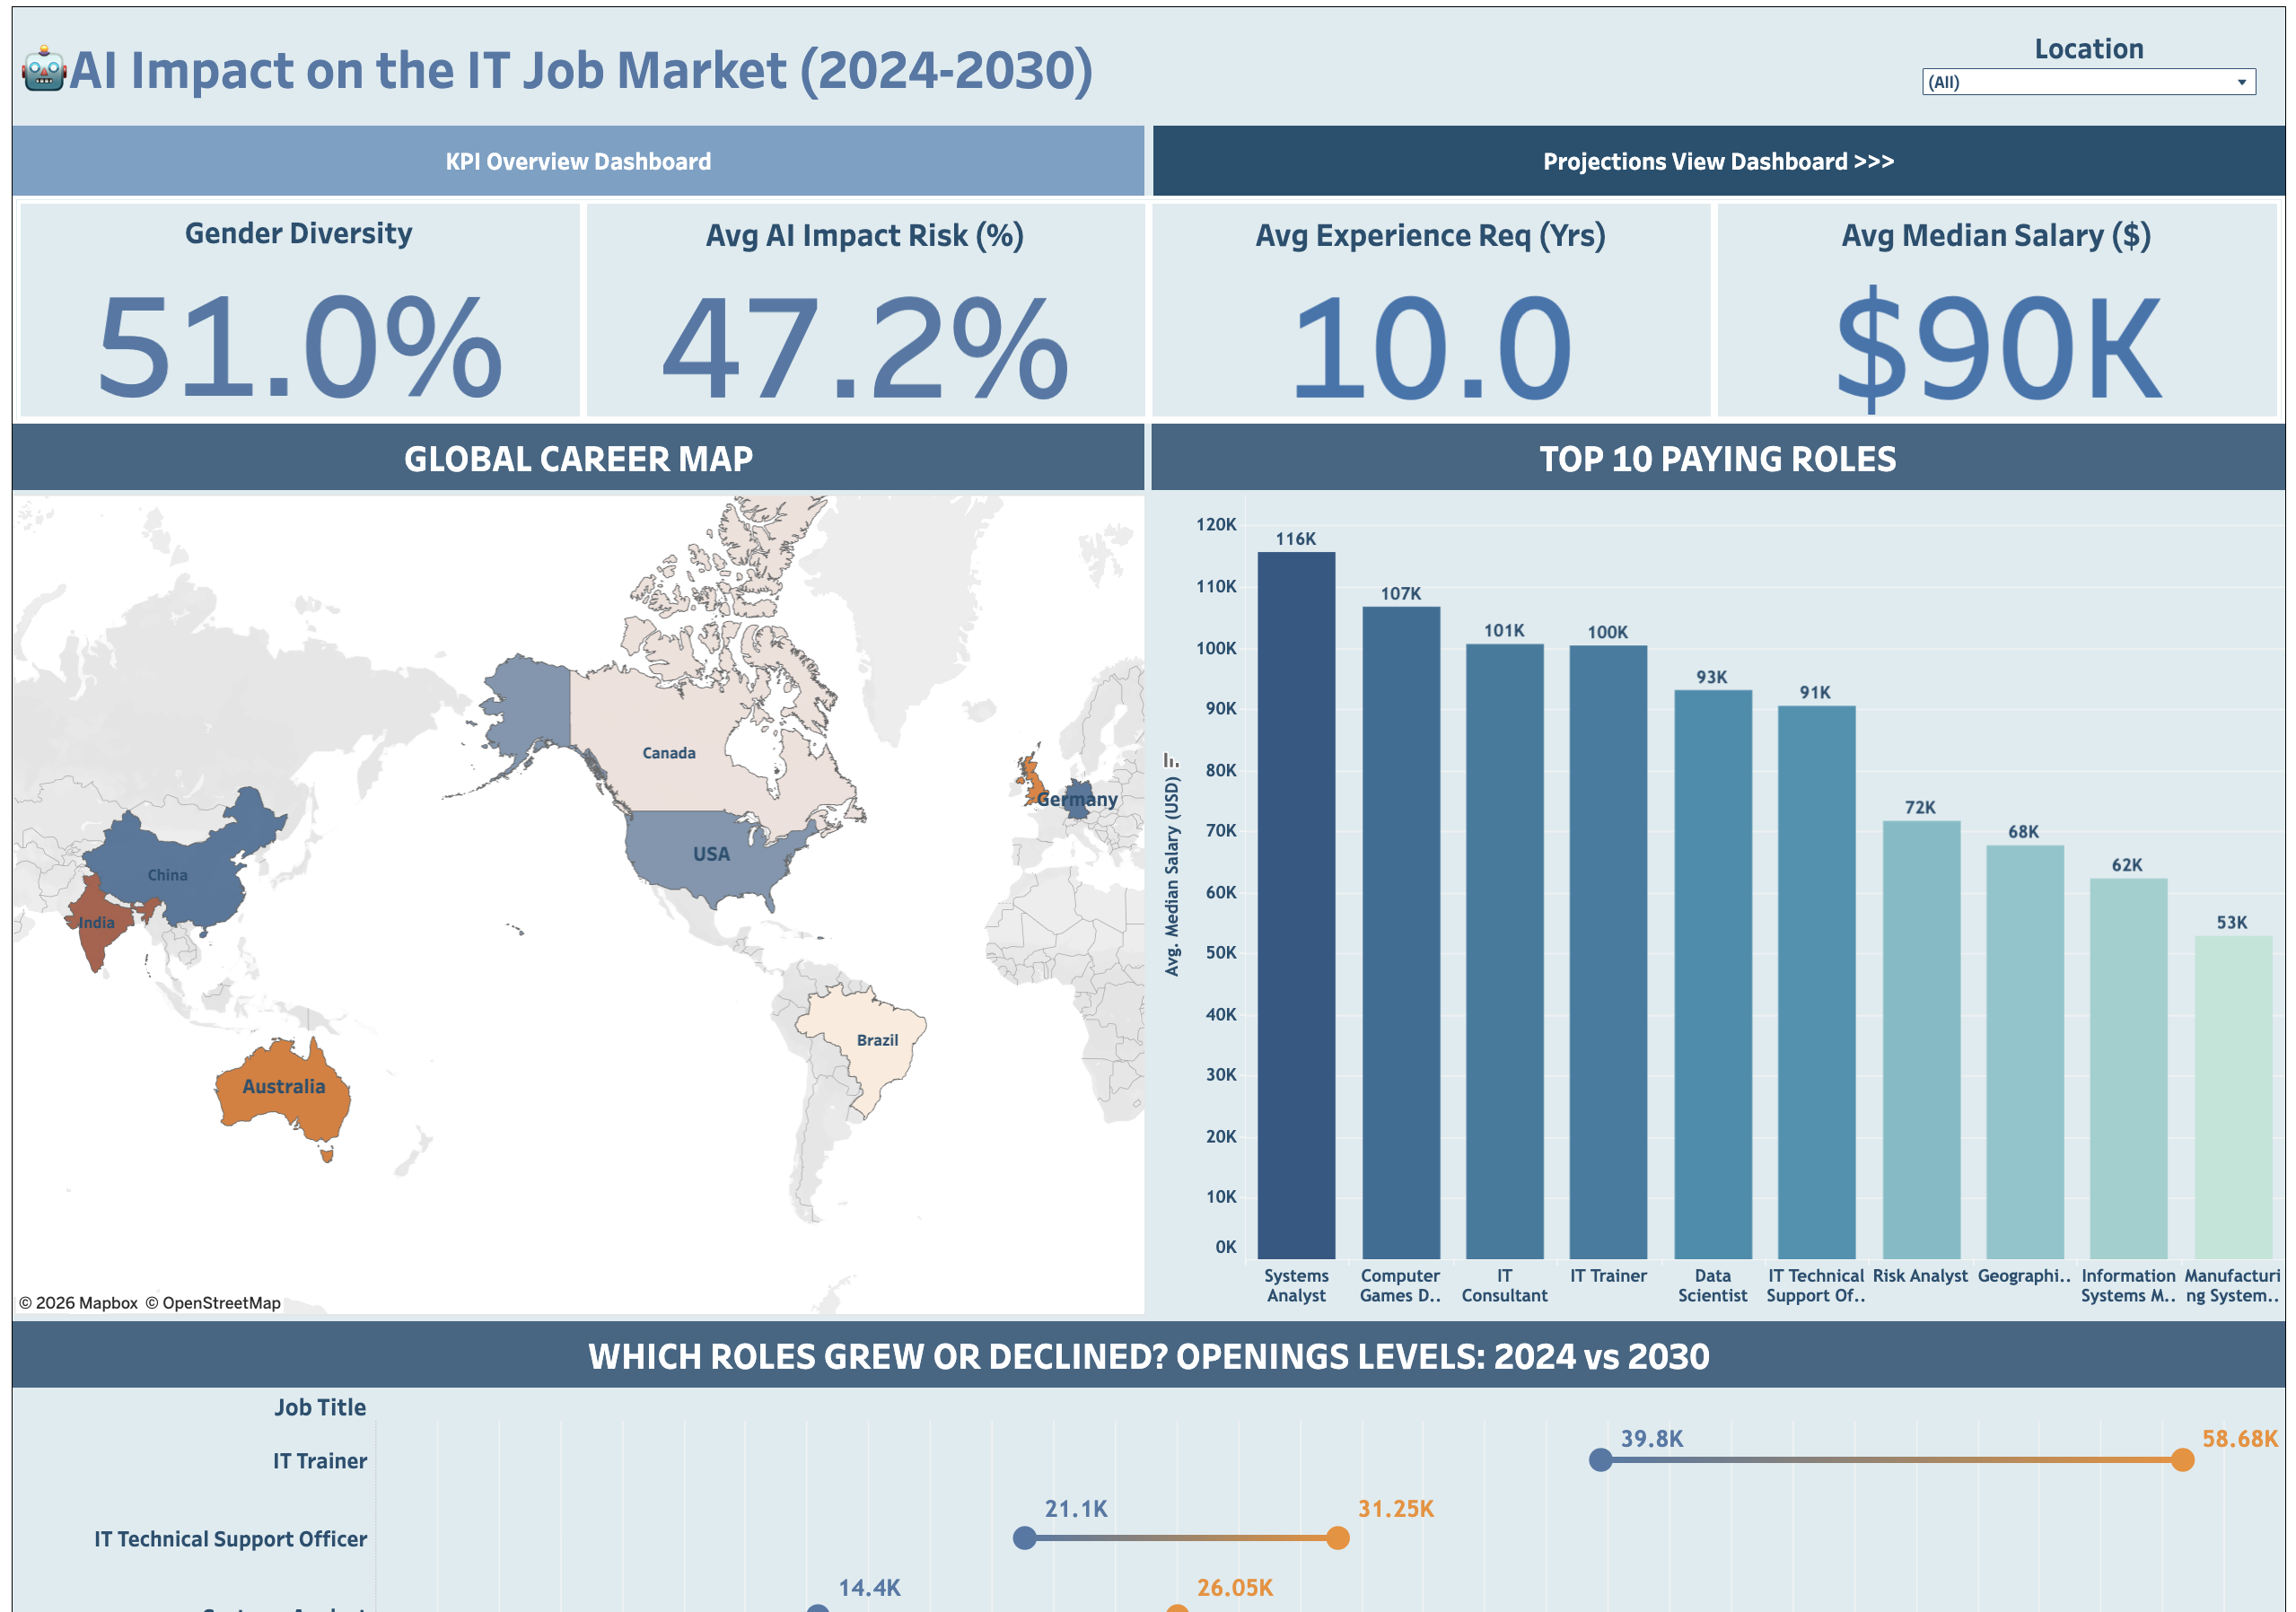 🤖AI Impact on the IT Job Market (2024-2030)
Location
(All)
KPI Overview Dashboard
Projections View Dashboard >>>
Gender Diversity
51.0%
Avg AI Impact Risk (%)
47.2%
Avg Experience Req (Yrs)
10.0
Avg Median Salary ($)
$90K
GLOBAL CAREER MAP
Canada
Germany
USA
China
India
Brazil
Australia
© 2026 Mapbox © OpenStreetMap
TOP 10 PAYING ROLES
Avg. Median Salary (USD)
120K
110K
100K
90K
80K
70K
60K
50K
40K
30K
20K
10K
0K
116K
107K
101K
100K
93K
91K
72K
68K
62K
53K
Systems
Analyst
Computer
Games D..
IT
Consultant
IT Trainer
Data
Scientist
IT Technical
Support Of..
Risk Analyst
Geographi..
Information
Systems M..
Manufacturi
ng System..
WHICH ROLES GREW OR DECLINED? OPENINGS LEVELS: 2024 vs 2030
Job Title
IT Trainer
39.8K
58.68K
IT Technical Support Officer
21.1K
31.25K
14.4K
26.05K